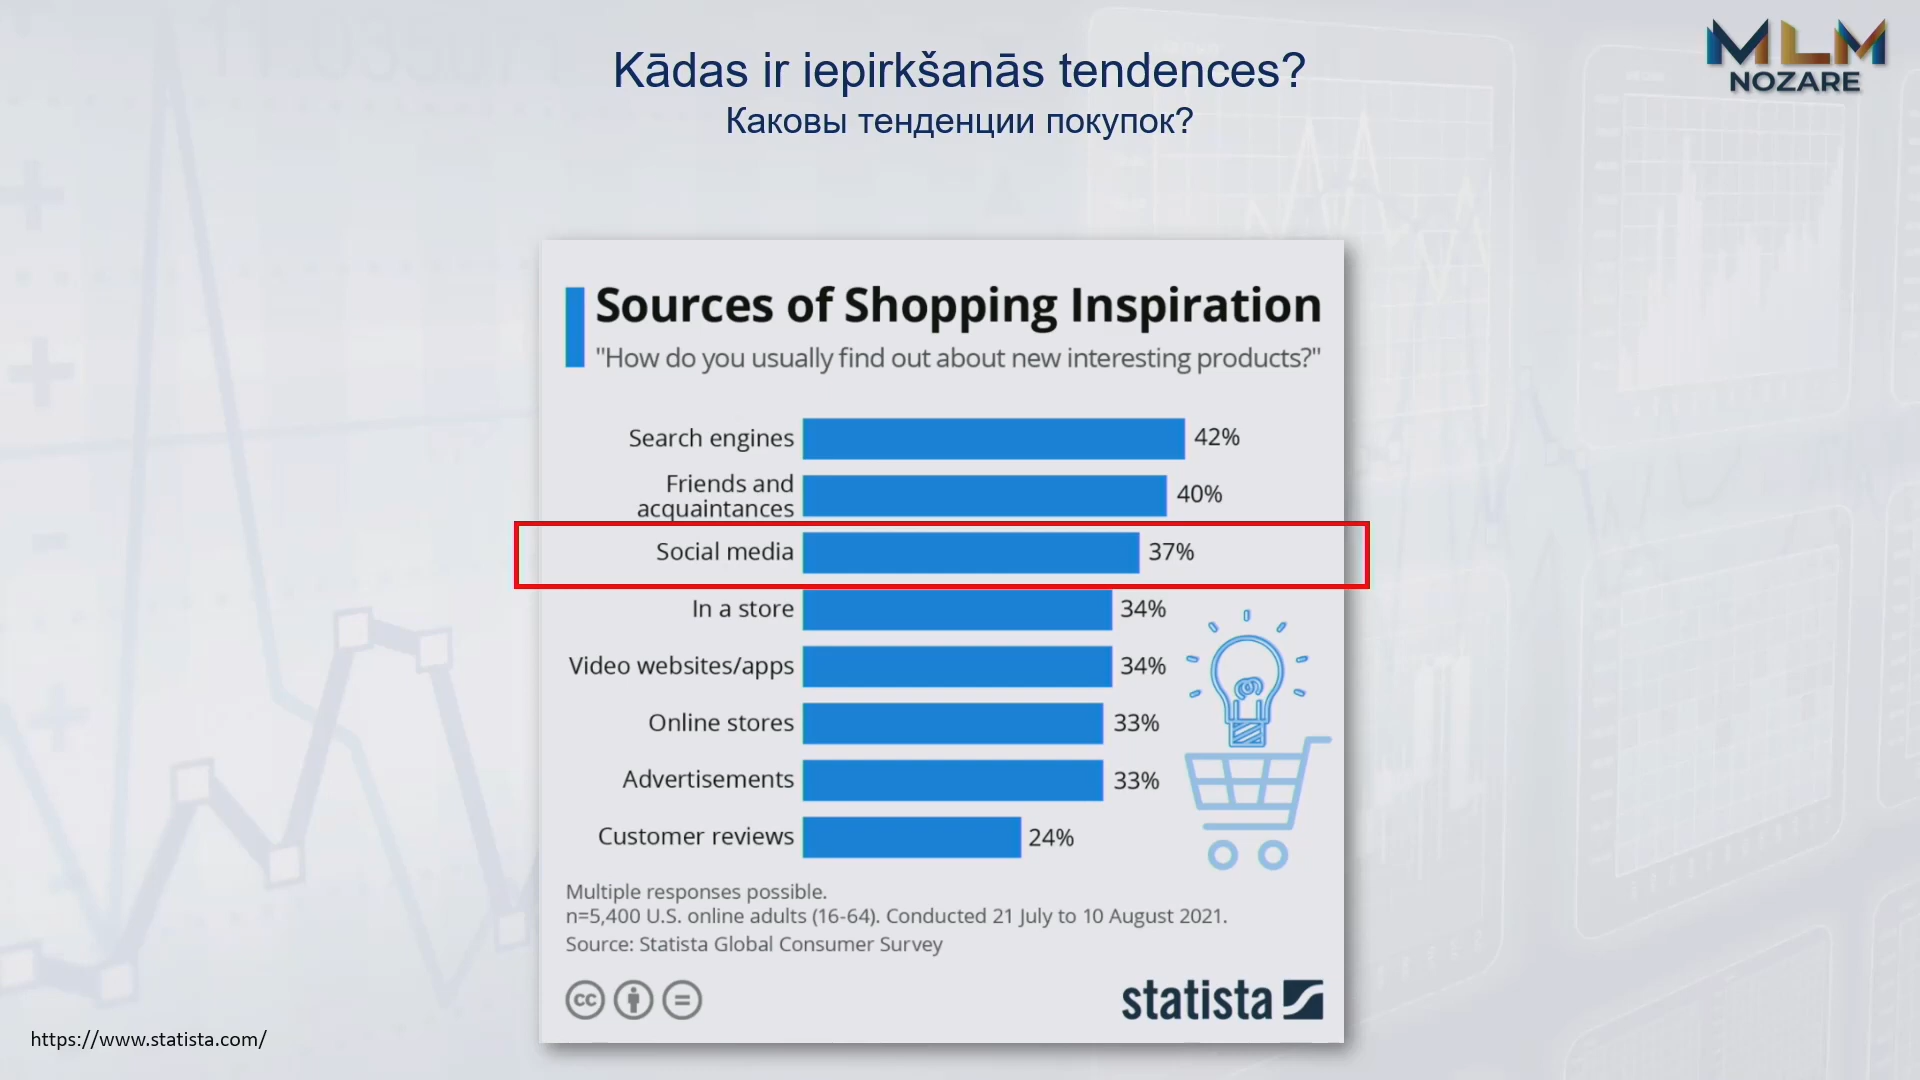 MLM
NOZARE
Kādas ir iepirkšanās tendences?
Каковы тенденции покупок?
Sources of Shopping Inspiration
"How do you usually find out about new interesting products?"
Search engines 42%
Friends and
acquaintances 40%
Social media 37%
In a store 34%
Video websites/apps 34%
Online stores 33%
Advertisements 33%
Customer reviews 24%
Multiple responses possible.
n=5,400 U.S. online adults (16-64). Conducted 21 July to 10 August 2021.
Source: Statista Global Consumer Survey
cc
statista
https://www.statista.com/